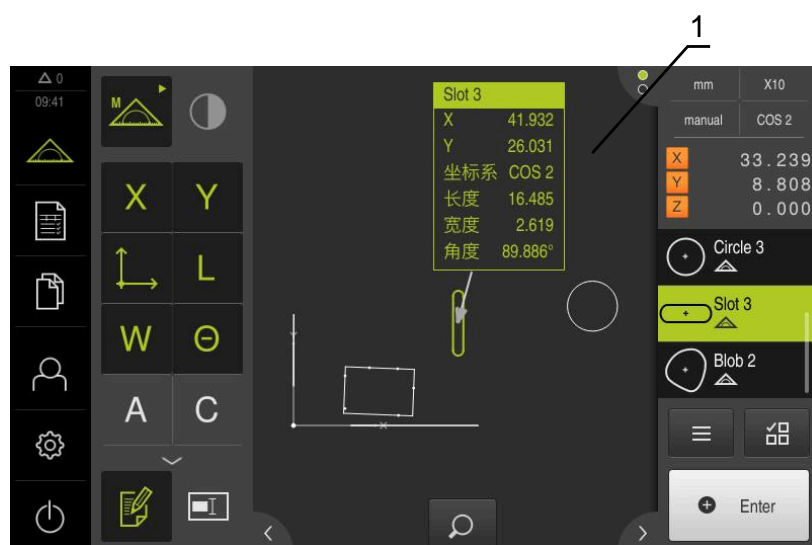 1
0
09:41
M
X Y
L
W Θ
A C
Slot 3
X 41.932
Y 26.031
坐标系 COS 2
长度 16.485
宽度 2.619
角度 89.886°
mm X10
manual COS 2
X 33.239
Y 8.808
Z 0.000
Circle 3
Slot 3
Blob 2
Enter